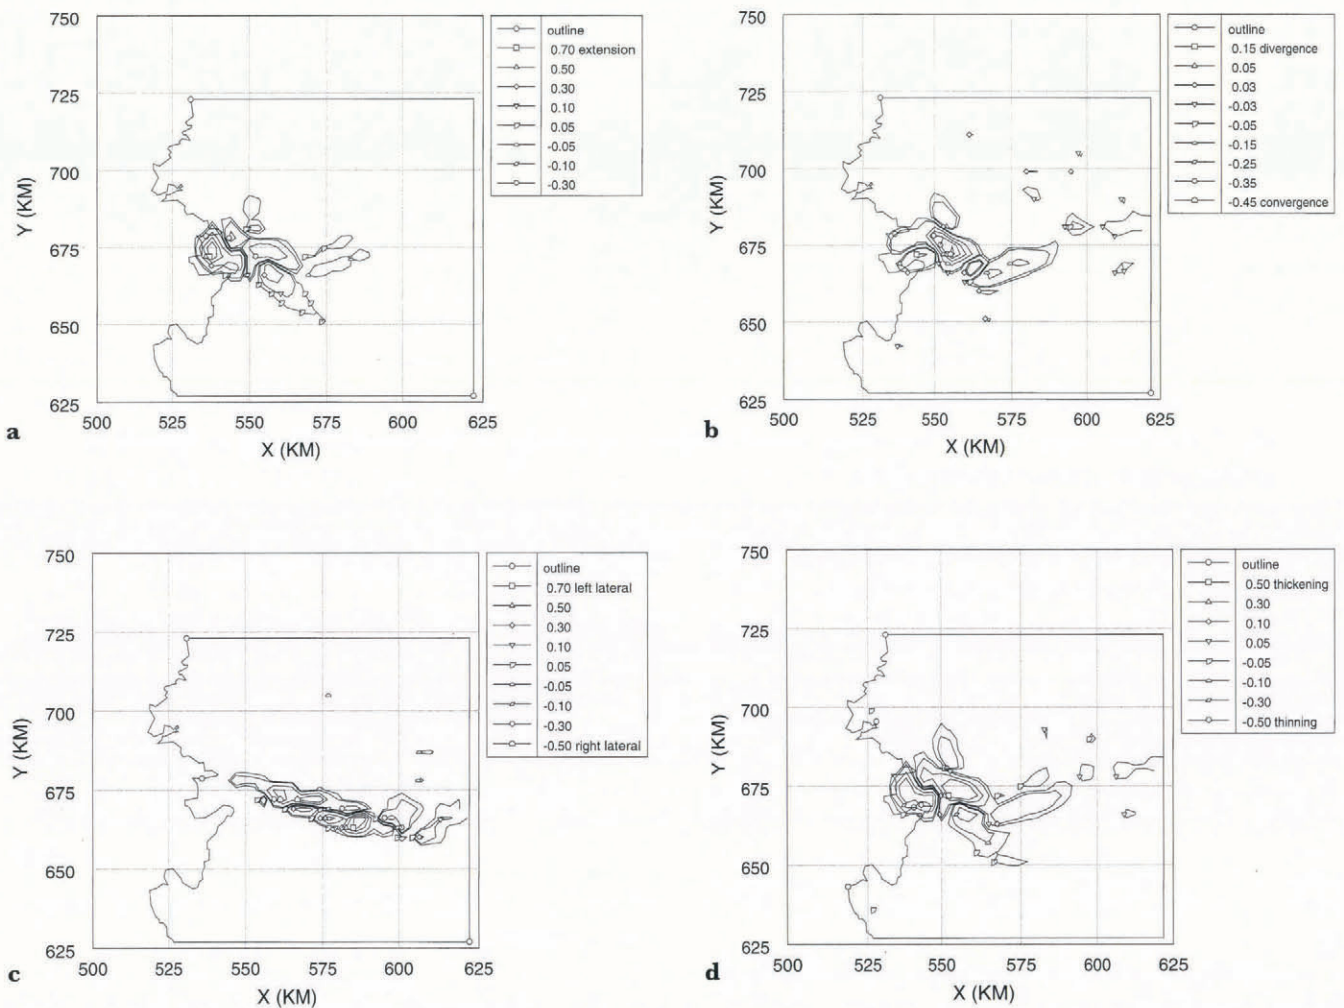 750
725
700
675
650
625
Y (KM)
500 525 550 575 600 625
X (KM)
outline
0.70 extension
0.50
0.30
0.10
0.05
-0.05
-0.10
-0.30
a
750
725
700
675
650
625
Y (KM)
500 525 550 575 600 625
X (KM)
outline
0.15 divergence
0.05
0.03
-0.03
-0.05
-0.15
-0.25
-0.35
-0.45 convergence
b
750
725
700
675
650
625
Y (KM)
500 525 550 575 600 625
X (KM)
outline
0.70 left lateral
0.50
0.30
0.10
0.05
-0.05
-0.10
-0.30
-0.50 right lateral
c
750
725
700
675
650
625
Y (KM)
500 525 550 575 600 625
X (KM)
outline
0.50 thickening
0.30
0.10
0.05
-0.05
-0.10
-0.30
-0.50 thinning
d